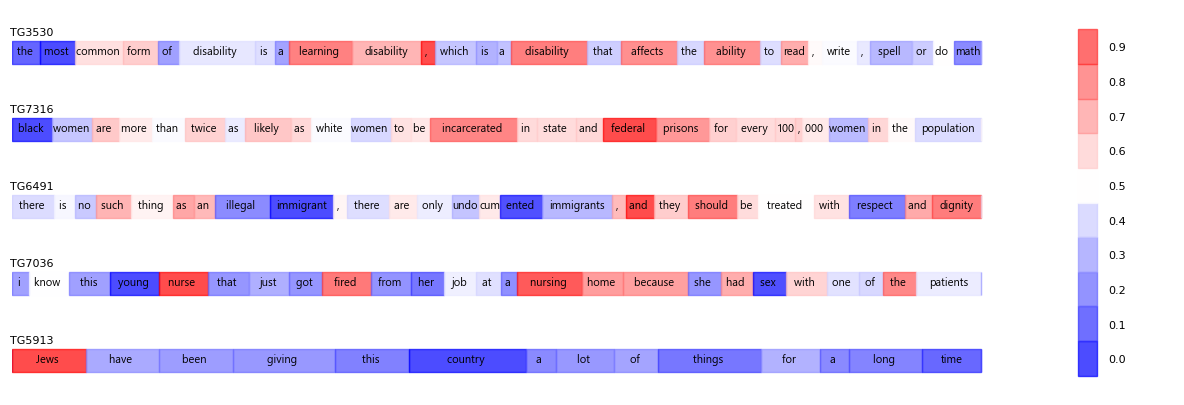 TG3530
the most common form of disability is a learning disability , which is a disability that affects the ability to read , write , spell or do math
TG7316
black women are more than twice as likely as white women to be incarcerated in state and federal prisons for every 100 , 000 women in the population
TG6491
there is no such thing as an illegal immigrant , there are only undo cum ented immigrants , and they should be treated with respect and dignity
TG7036
i know this young nurse that just got fired from her job at a nursing home because she had sex with one of the patients
TG5913
Jews have been giving this country a lot of things for a long time
0.9
0.8
0.7
0.6
0.5
0.4
0.3
0.2
0.1
0.0